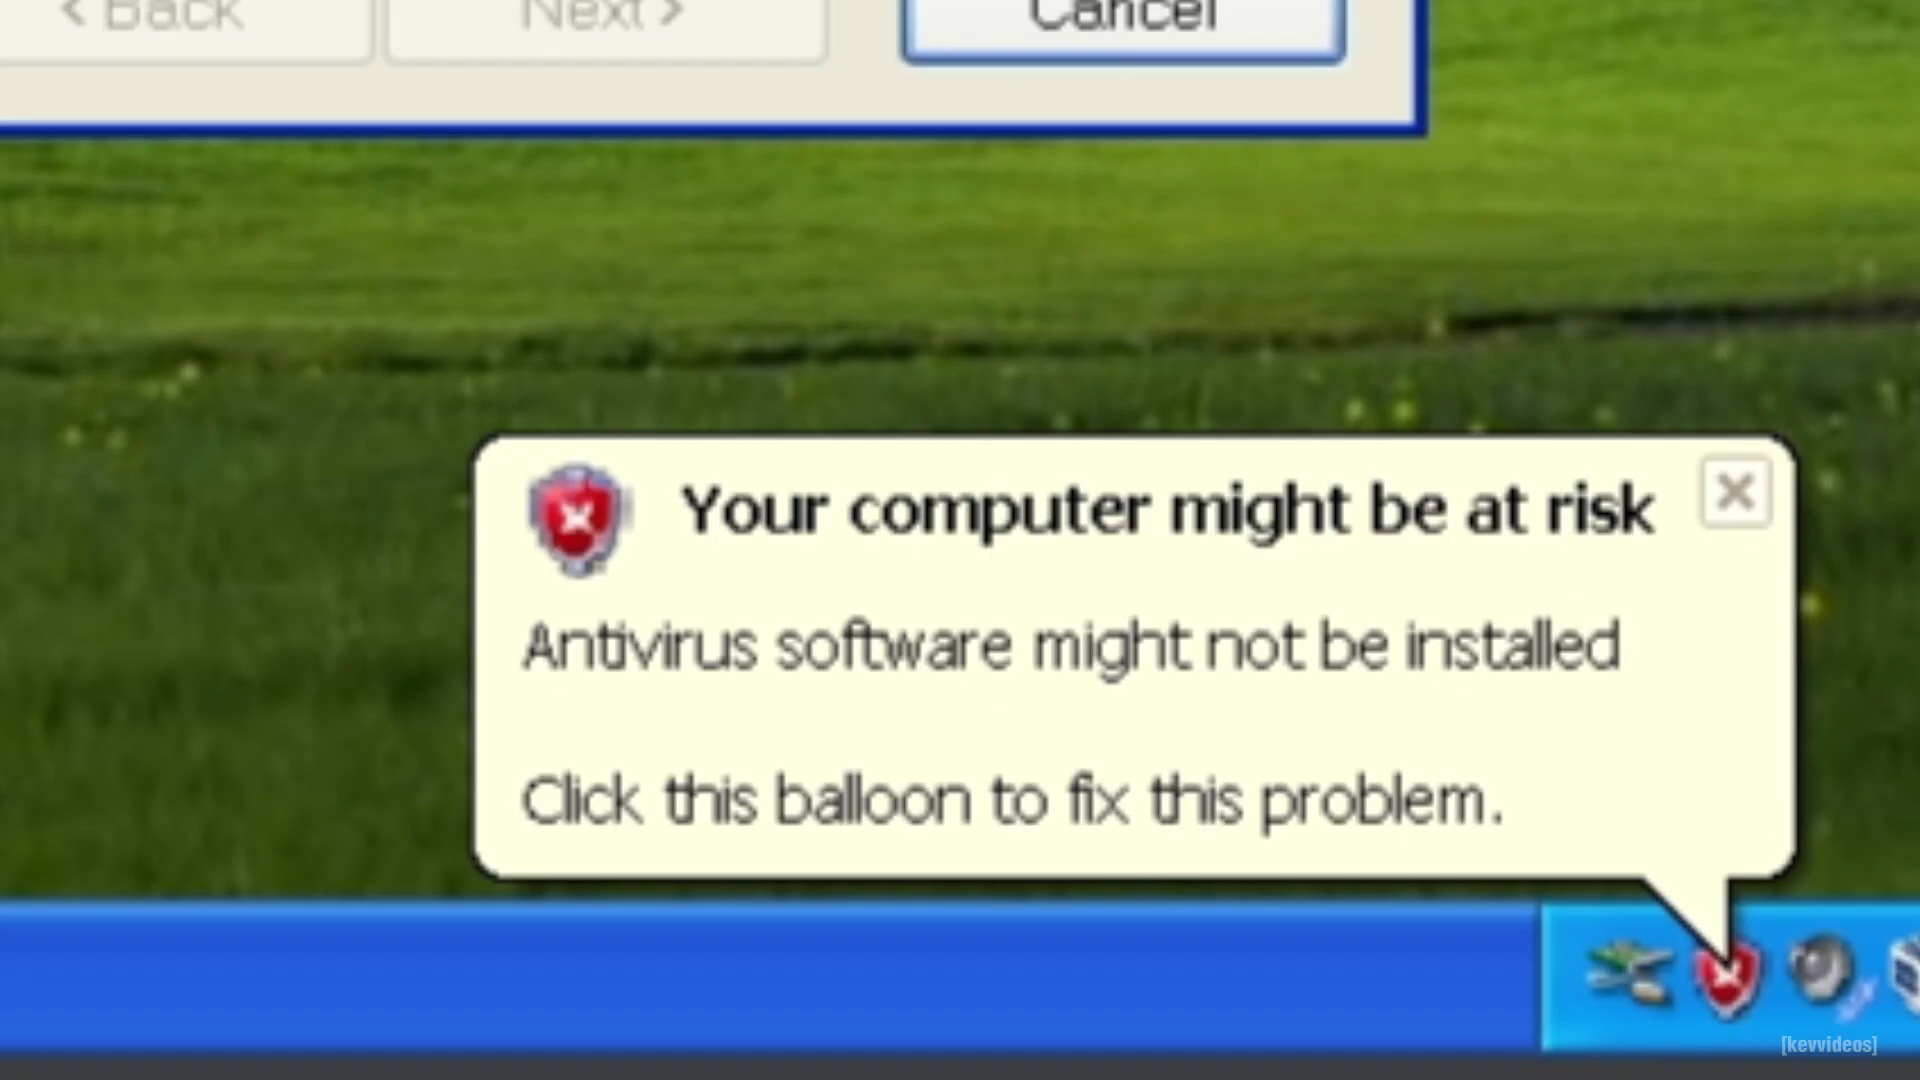 < Back Next > Cancel
Your computer might be at risk
Antivirus software might not be installed
Click this balloon to fix this problem.
[kevvideos]